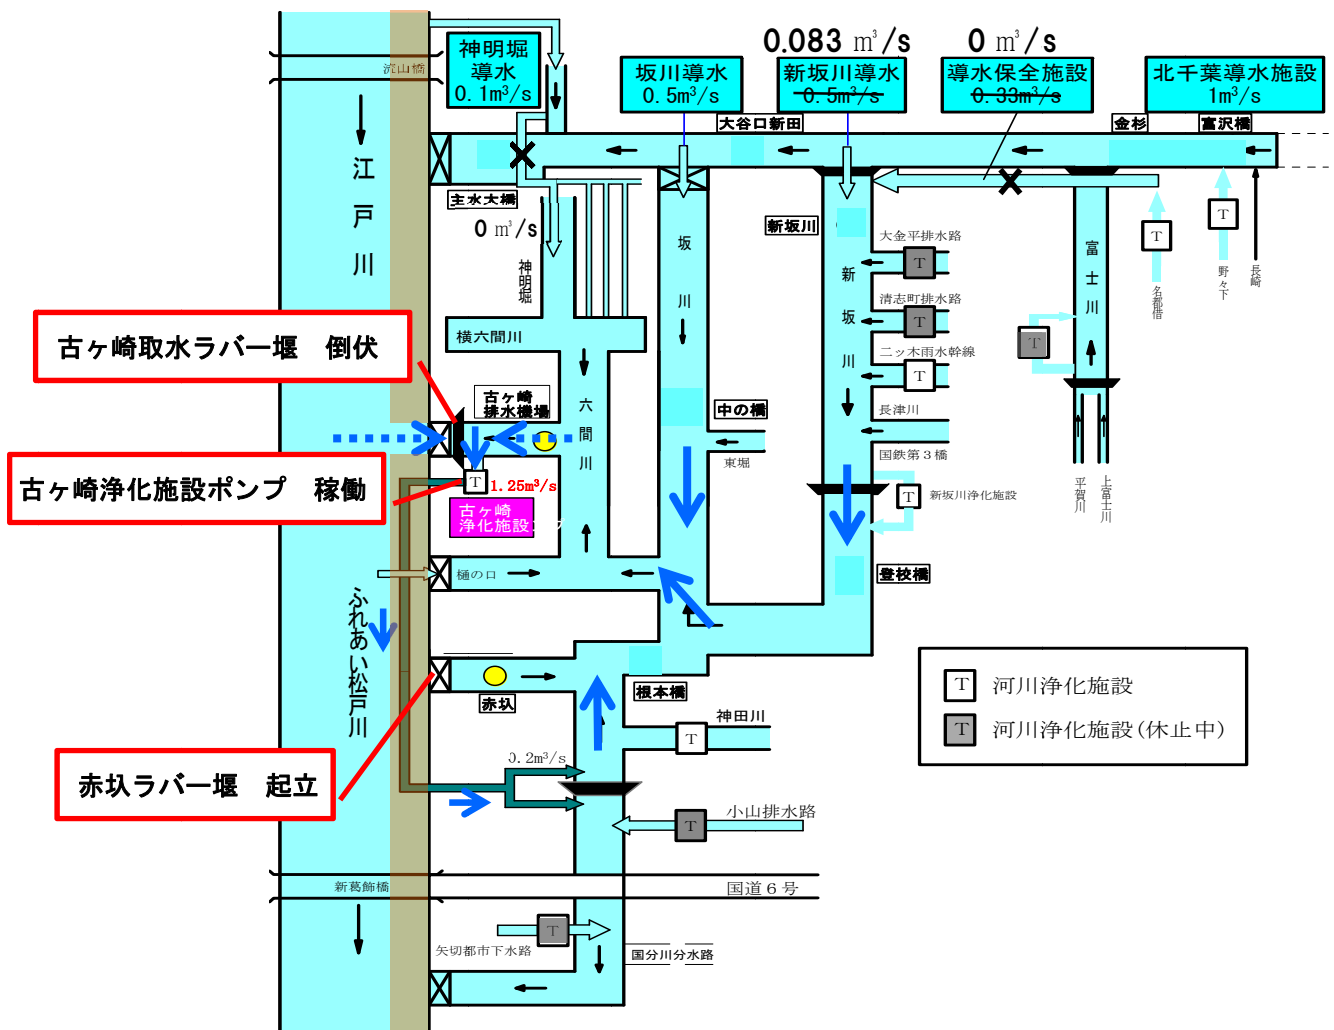 0.083 m³/s
0 m³/s
神明堀
導水
0.1m³/s
坂川導水
0.5m³/s
新坂川導水
0.5m³/s
導水保全施設
0.33m³/s
北千葉導水施設
1m³/s
流山橋
大谷口新田
金杉
富沢橋
江戸川
主水大橋
0 m³/s
神明堀
坂川
新坂川
新坂川
大金平排水路
T
清志町排水路
T
二ッ木雨水幹線
T
長津川
国鉄第3橋
富士川
T
T
T
名都借
野々下
長崎
古ヶ崎取水ラバー堰 倒伏
横六間川
古ヶ崎
排水機場
六間川
中の橋
東堀
古ヶ崎浄化施設ポンプ 稼働
T
1.25m³/s
古ヶ崎
浄化施設
T
新坂川浄化施設
平賀川
上富士川
樋の口
登校橋
ふれあい松戸川
根本橋
赤圦
神田川
T
河川浄化施設
T
河川浄化施設(休止中)
T
赤圦ラバー堰 起立
0.2m³/s
小山排水路
T
新葛飾橋
国道6号
矢切都市下水路
T
国分川分水路